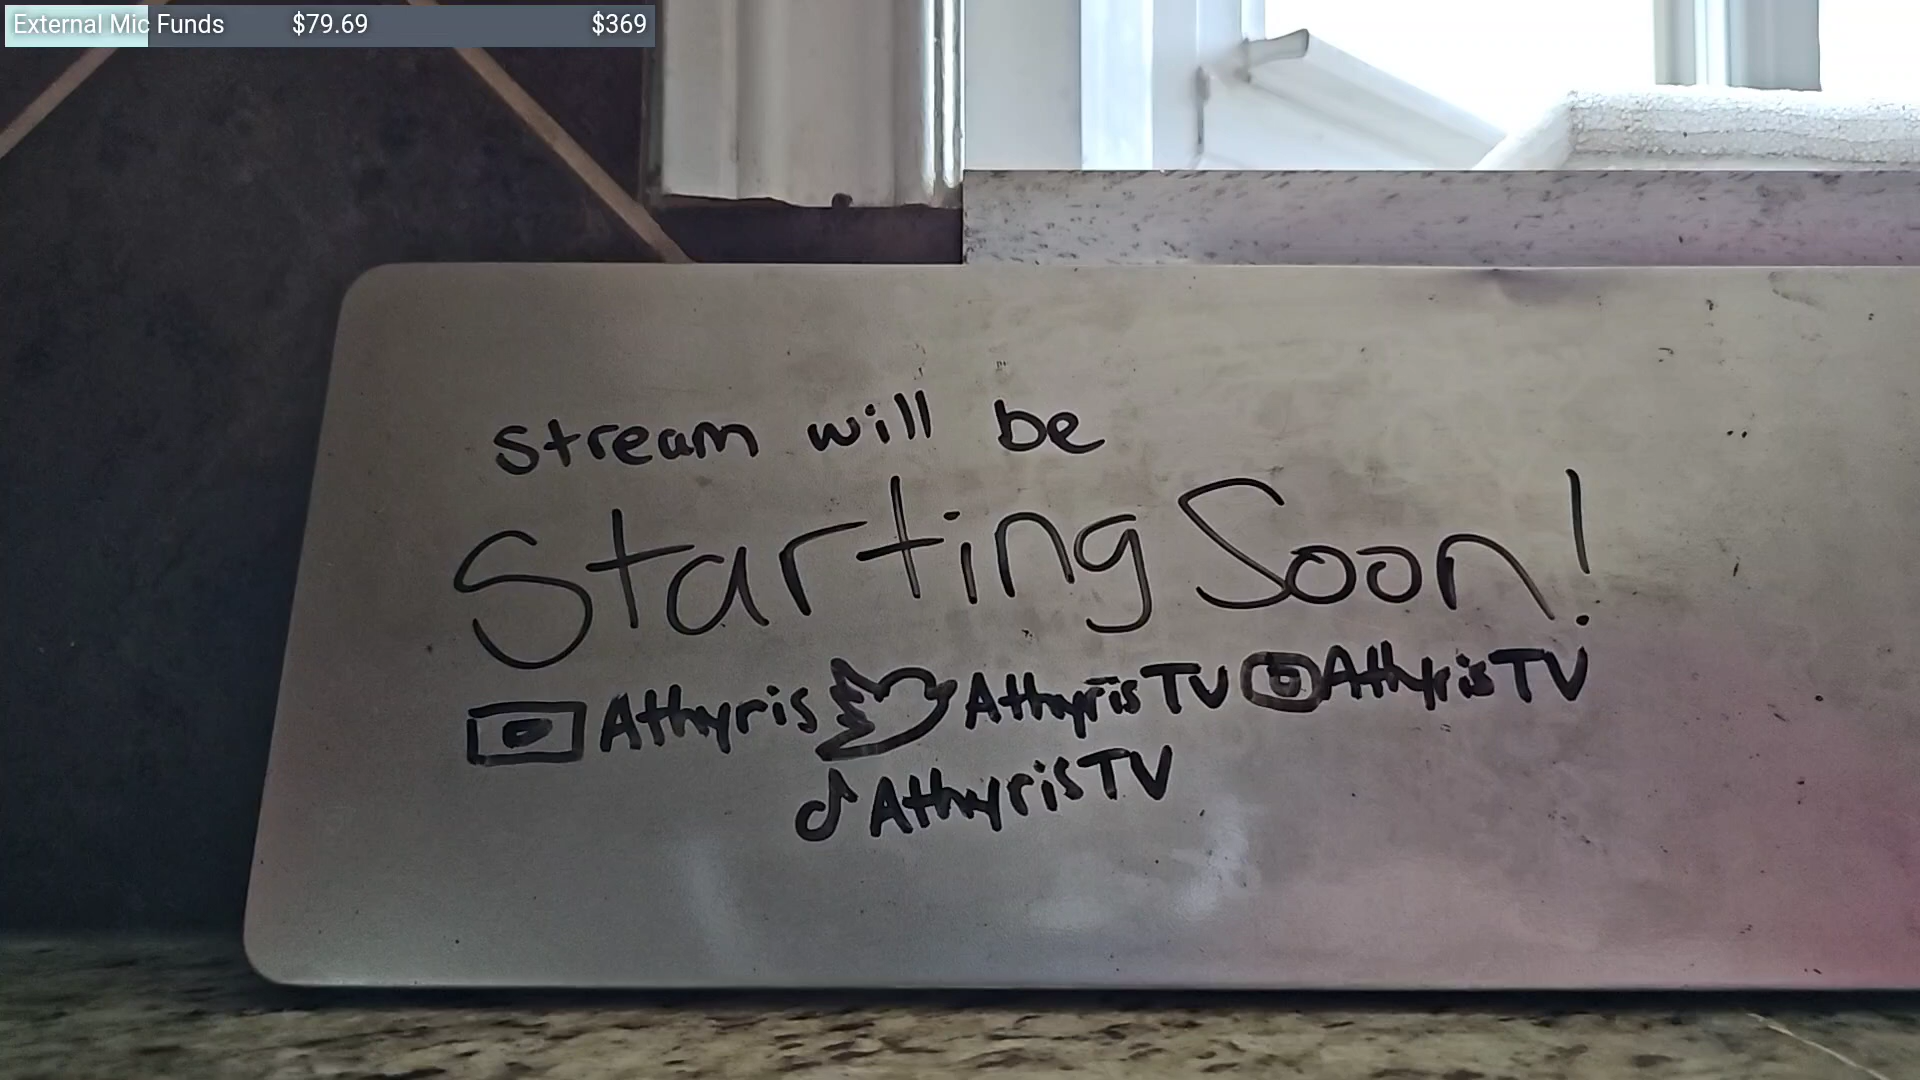 External Mic Funds $79.69 $369
stream will be
Starting Soon!
Athyris AthyrisTV AthyrisTV
AthyrisTV